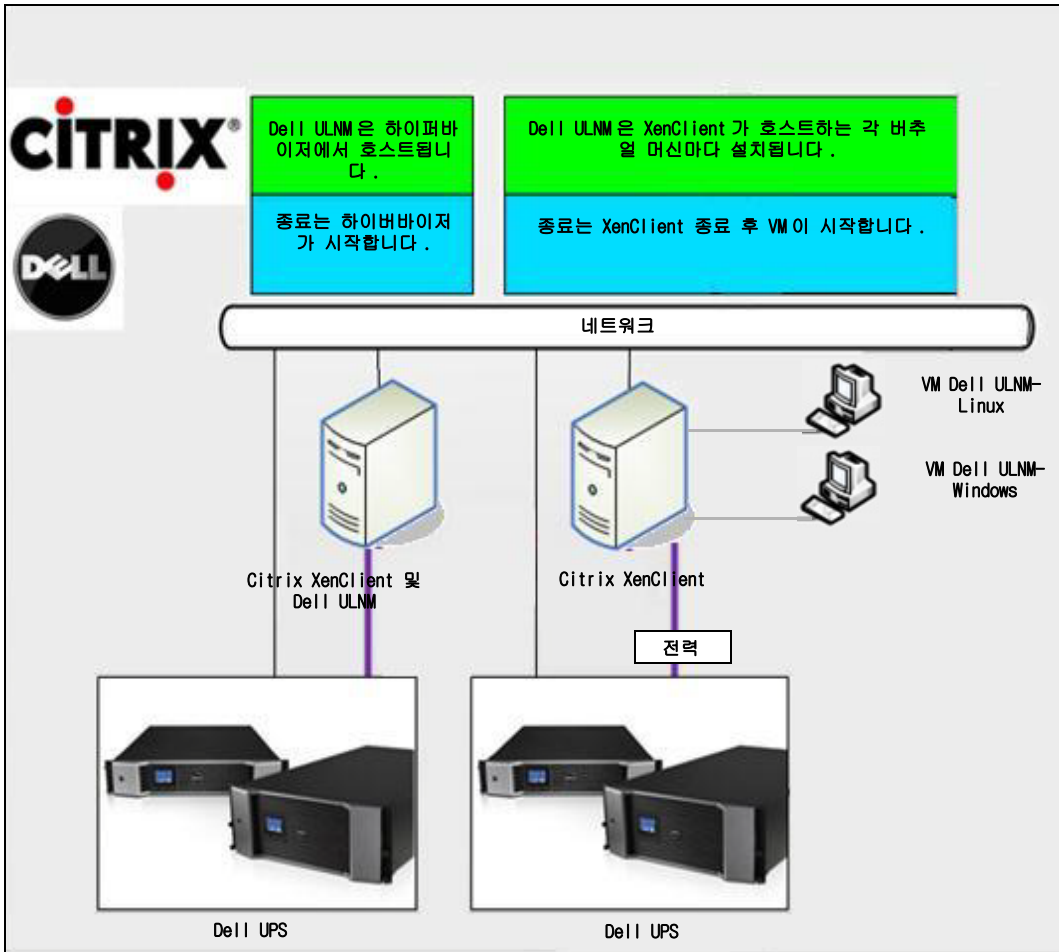 CITRIX®
DELL
Dell ULNM은 하이퍼바
이저에서 호스트됩니
다.
종료는 하이버바이저
가 시작합니다.
Dell ULNM은 XenClient가 호스트하는 각 버추
얼 머신마다 설치됩니다.
종료는 XenClient 종료 후 VM이 시작합니다.
네트워크
VM Dell ULNM-
Linux
VM Dell ULNM-
Windows
Citrix XenClient 및
Dell ULNM
Citrix XenClient
전력
Dell UPS
Dell UPS